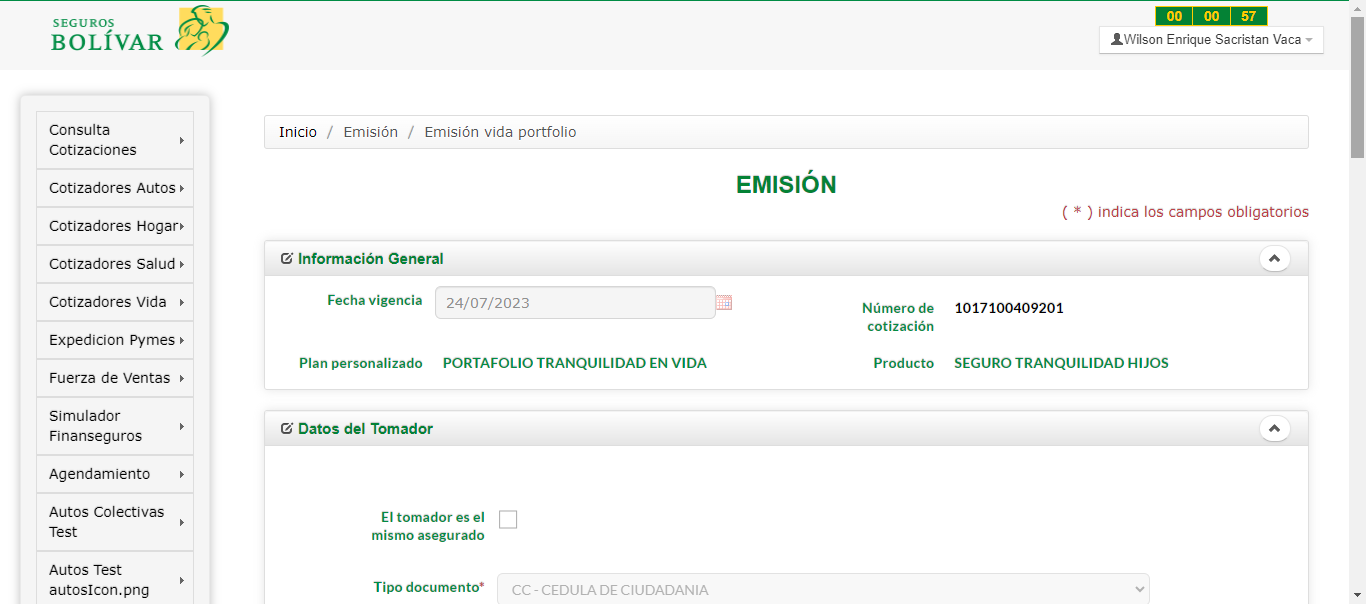 SEGUROS
BOLÍVAR
00 00 57
Wilson Enrique Sacristan Vaca
Consulta
Cotizaciones
Cotizadores Autos
Cotizadores Hogar
Cotizadores Salud
Cotizadores Vida
Expedicion Pymes
Fuerza de Ventas
Simulador
Finanseguros
Agendamiento
Autos Colectivas
Test
Autos Test
autosIcon.png
Inicio / Emisión / Emisión vida portfolio
EMISIÓN
( * ) indica los campos obligatorios
Información General
Fecha vigencia 24/07/2023
Número de
cotización
1017100409201
Plan personalizado PORTAFOLIO TRANQUILIDAD EN VIDA
Producto SEGURO TRANQUILIDAD HIJOS
Datos del Tomador
El tomador es el
mismo asegurado
Tipo documento* CC - CEDULA DE CIUDADANIA